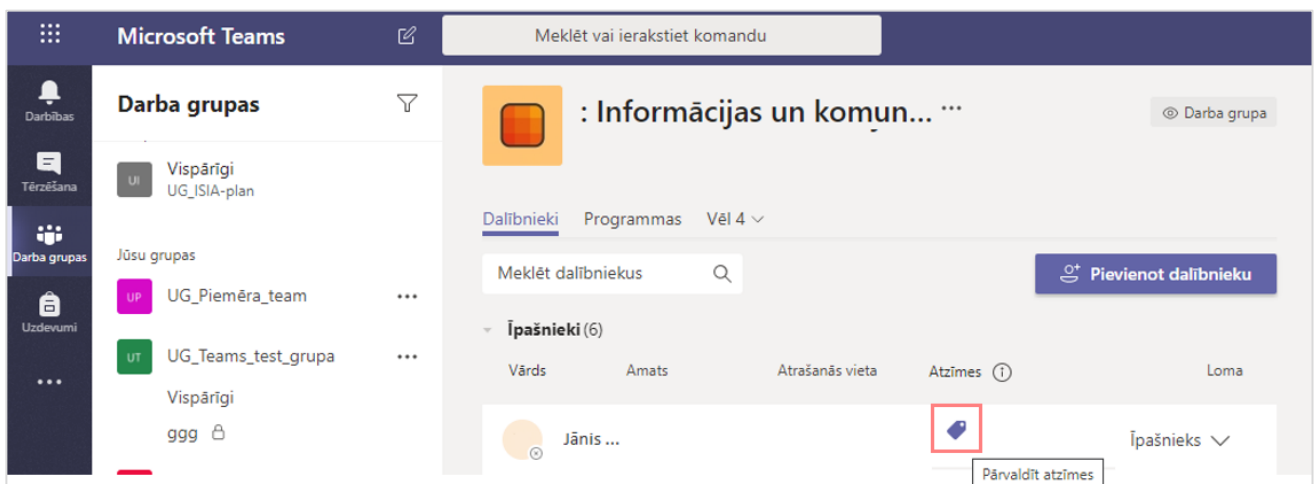 Microsoft Teams
Meklēt vai ierakstiet komandu
Darbības
Tērzēšana
Darba grupas
Uzdevumi
Darba grupas
UI
Vispārīgi
UG_ISIA-plan
Jūsu grupas
UP
UG_Piemēra_team
UT
UG_Teams_test_grupa
Vispārīgi
ggg
: Informācijas un komuņ...
Darba grupa
Dalībnieki Programmas Vēl 4
Meklēt dalībniekus
Pievienot dalībnieku
Īpašnieki (6)
Vārds Amats Atrašanās vieta Atzīmes Loma
Jānis ...
Īpašnieks
Pārvaldīt atzīmes